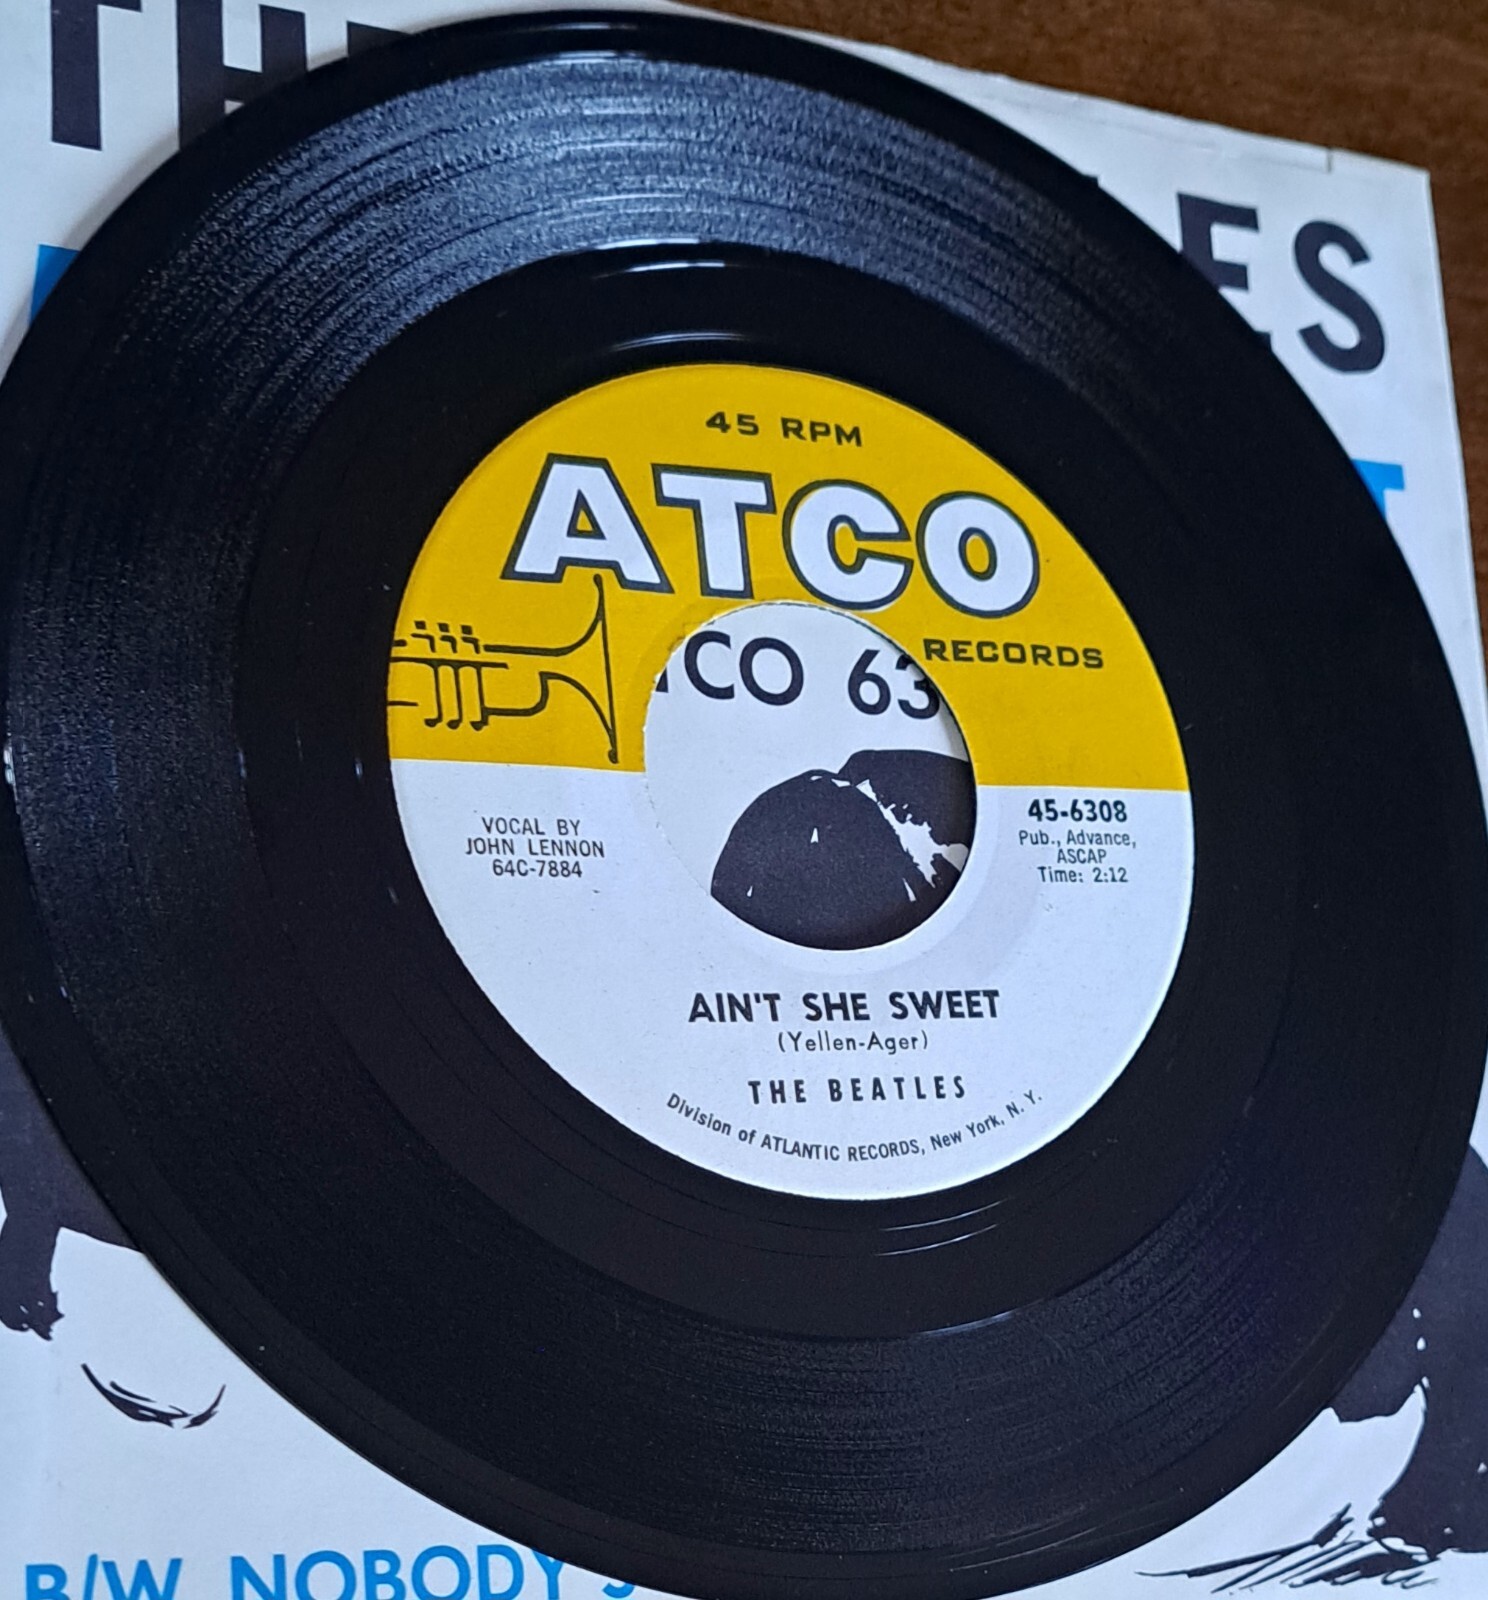 45 RPM
ATCO
RECORDS
CO 63
VOCAL BY
JOHN LENNON
64C-7884
45-6308
Pub., Advance,
ASCAP
Time: 2:12
AIN'T SHE SWEET
(Yellen-Ager)
THE BEATLES
Division of ATLANTIC RECORDS, New York, N. Y.
B/W NOBODY'S